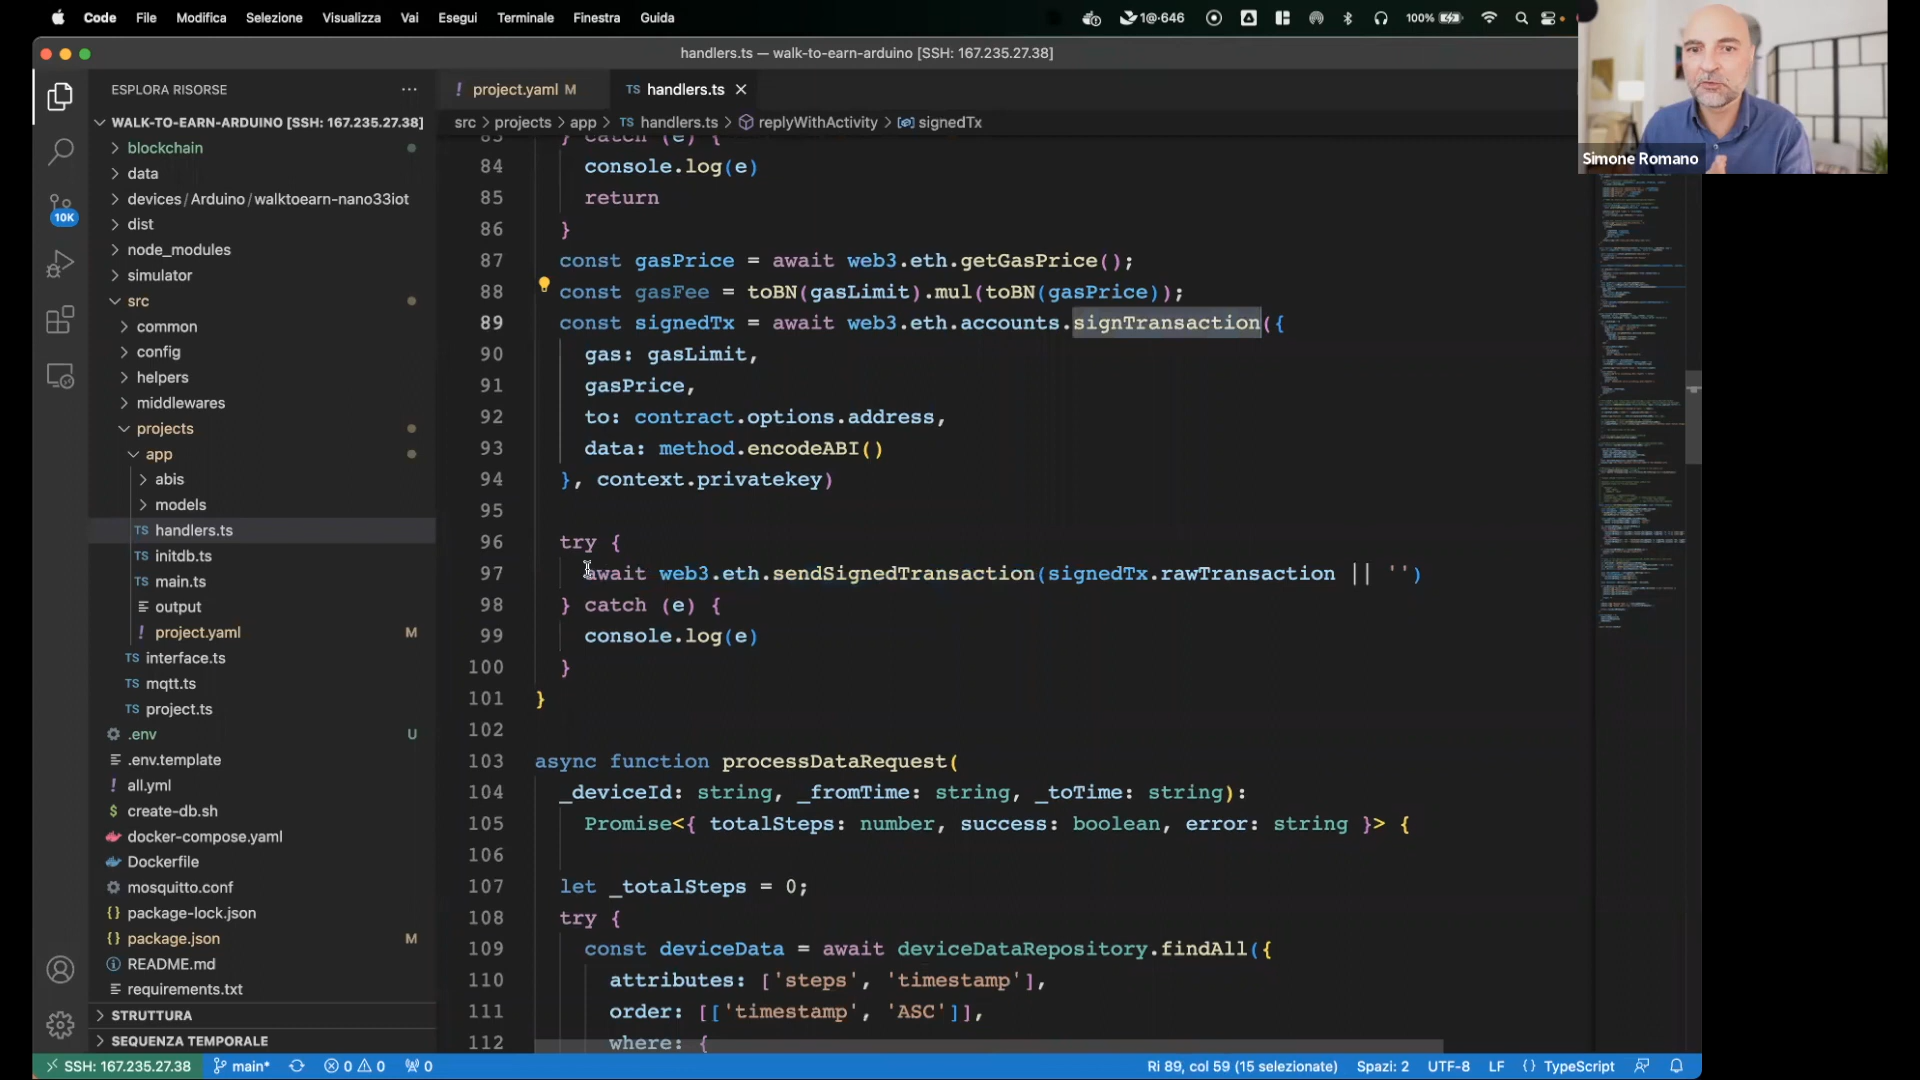 Code File Modifica Selezione Visualizza Vai Esegui Terminale Finestra Guida
1@·646 100%
handlers.ts — walk-to-earn-arduino [SSH: 167.235.27.38]
Simone Romano
ESPLORA RISORSE
WALK-TO-EARN-ARDUINO [SSH: 167.235.27.38]
blockchain
data
devices/Arduino/walktoearn-nano33iot
dist
node_modules
simulator
src
common
config
helpers
middlewares
projects
app
abis
models
TS handlers.ts
TS initdb.ts
TS main.ts
output
! project.yaml M
TS interface.ts
TS mqtt.ts
TS project.ts
.env U
.env.template
! all.yml
$ create-db.sh
docker-compose.yaml
Dockerfile
mosquitto.conf
{} package-lock.json
{} package.json M
README.md
requirements.txt
STRUTTURA
SEQUENZA TEMPORALE
10K
! project.yaml M TS handlers.ts
src > projects > app > TS handlers.ts > replyWithActivity > signedTx
83 } catch (e) {
84 console.log(e)
85 return
86 }
87 const gasPrice = await web3.eth.getGasPrice();
88 const gasFee = toBN(gasLimit).mul(toBN(gasPrice));
89 const signedTx = await web3.eth.accounts.signTransaction({
90 gas: gasLimit,
91 gasPrice,
92 to: contract.options.address,
93 data: method.encodeABI()
94 }, context.privatekey)
95
96 try {
97 await web3.eth.sendSignedTransaction(signedTx.rawTransaction || '')
98 } catch (e) {
99 console.log(e)
100 }
101 }
102
103 async function processDataRequest(
104 _deviceId: string, _fromTime: string, _toTime: string):
105 Promise<{ totalSteps: number, success: boolean, error: string }> {
106
107 let _totalSteps = 0;
108 try {
109 const deviceData = await deviceDataRepository.findAll({
110 attributes: ['steps', 'timestamp'],
111 order: [['timestamp', 'ASC']],
112 where: {
SSH: 167.235.27.38 main* 0 0 0 Ri 89, col 59 (15 selezionate) Spazi: 2 UTF-8 LF {} TypeScript